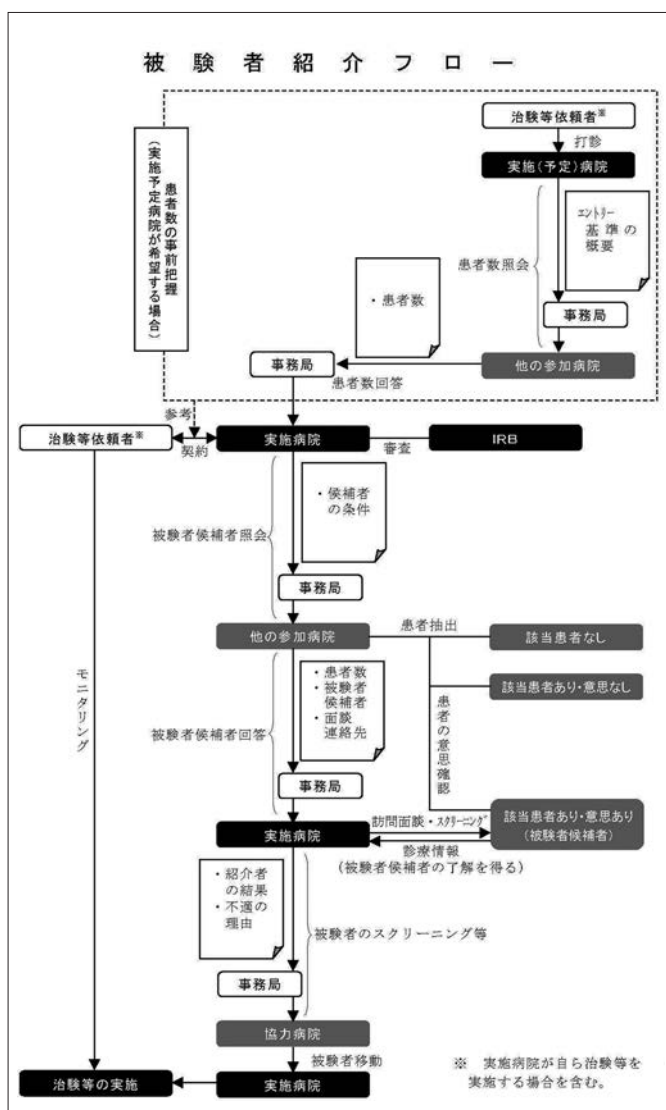 被験者紹介フロー
治験等依頼者※
打診
実施(予定)病院
患者数の事前把握
(実施予定病院が希望する場合)
エントリー
基準の
概要
患者数照会
・患者数
事務局
事務局
他の参加病院
患者数回答
参考
治験等依頼者※
契約
実施病院
審査
IRB
・候補者
の条件
被験者候補者照会
事務局
他の参加病院
患者抽出
該当患者なし
・患者数
・被験者
候補者
・面談
連絡先
該当患者あり・意思なし
モニタリング
患者の意思確認
被験者候補者回答
事務局
訪問面談・スクリーニング
該当患者あり・意思あり
(被験者候補者)
実施病院
診療情報
(被験者候補者の了解を得る)
・紹介者
の結果
・不適の
理由
被験者のスクリーニング等
事務局
協力病院
被験者移動
治験等の実施
実施病院
※ 実施病院が自ら治験等を
実施する場合を含む。